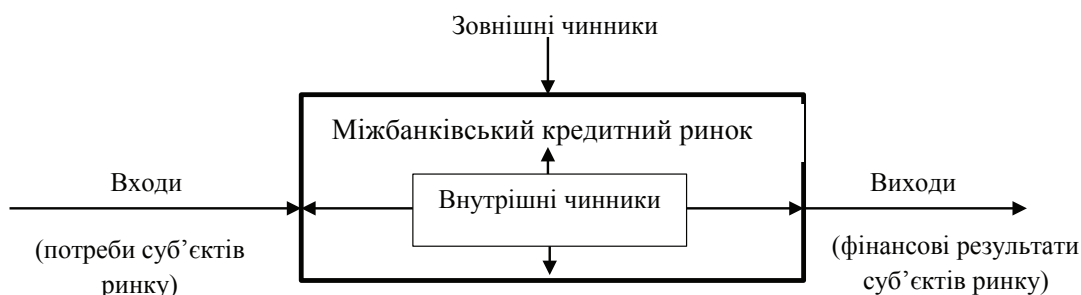 Зовнішні чинники
Міжбанківський кредитний ринок
Входи
Внутрішні чинники
Виходи
(потреби суб’єктів
ринку)
(фінансові результати
суб’єктів ринку)